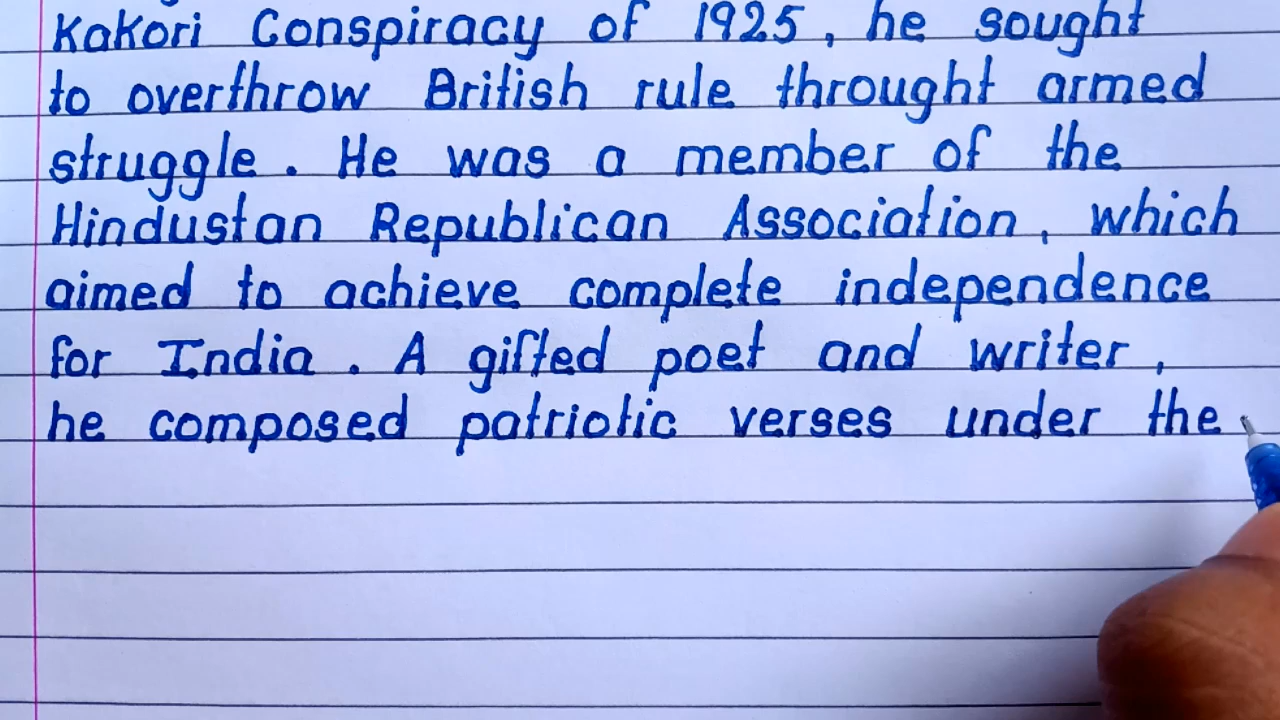 Kakori Conspiracy of 1925, he sought
to overthrow British rule throught armed
struggle. He was a member of the
Hindustan Republican Association, which
aimed to achieve complete independence
for India. A gifted poet and writer,
he composed patriotic verses under the